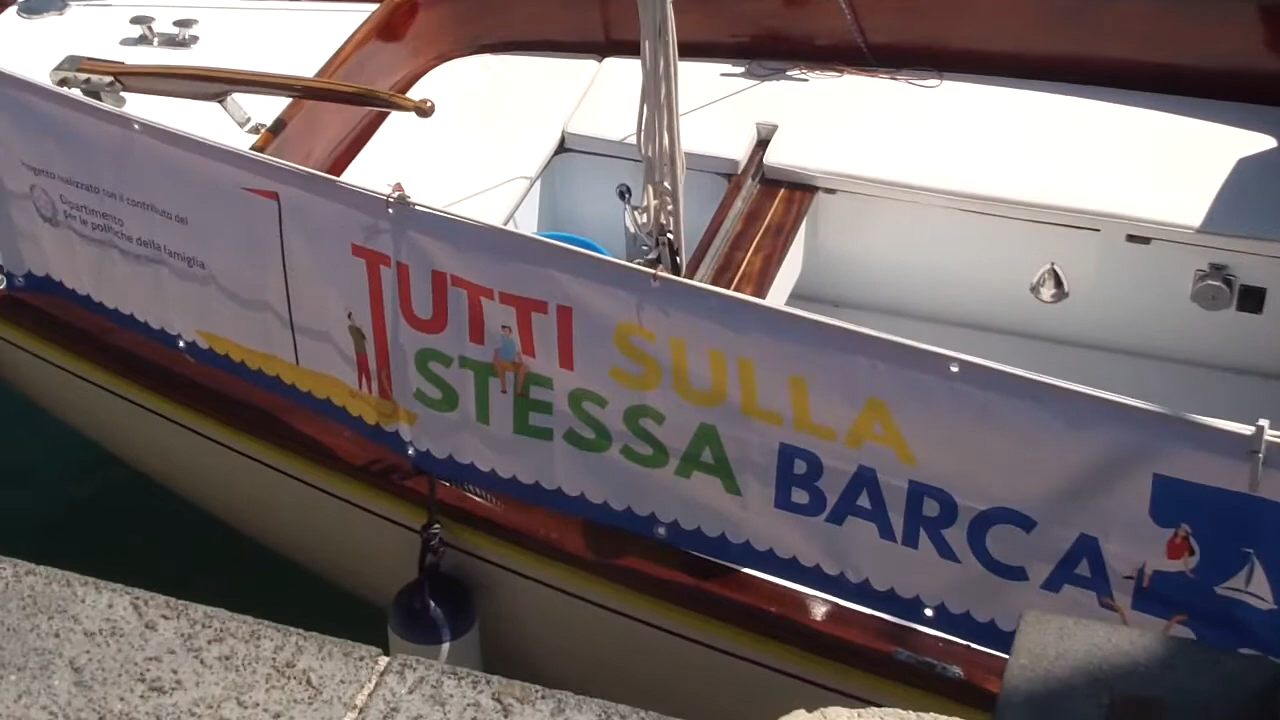 Progetto realizzato con il contributo del
Dipartimento
per le politiche della famiglia
TUTTI SULLA
STESSA BARCA